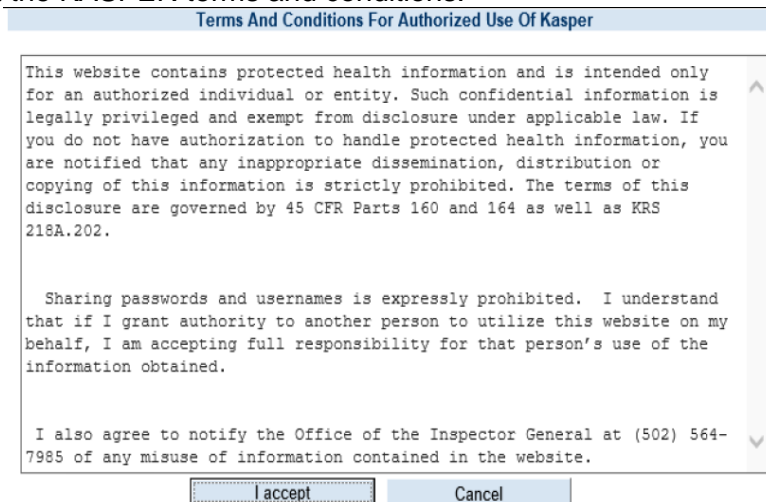 the KASPER terms and conditions.
Terms And Conditions For Authorized Use Of Kasper
This website contains protected health information and is intended only
for an authorized individual or entity. Such confidential information is
legally privileged and exempt from disclosure under applicable law. If
you do not have authorization to handle protected health information, you
are notified that any inappropriate dissemination, distribution or
copying of this information is strictly prohibited. The terms of this
disclosure are governed by 45 CFR Parts 160 and 164 as well as KRS
218A.202.
Sharing passwords and usernames is expressly prohibited. I understand
that if I grant authority to another person to utilize this website on my
behalf, I am accepting full responsibility for that person's use of the
information obtained.
I also agree to notify the Office of the Inspector General at (502) 564-
7985 of any misuse of information contained in the website.
I accept
Cancel